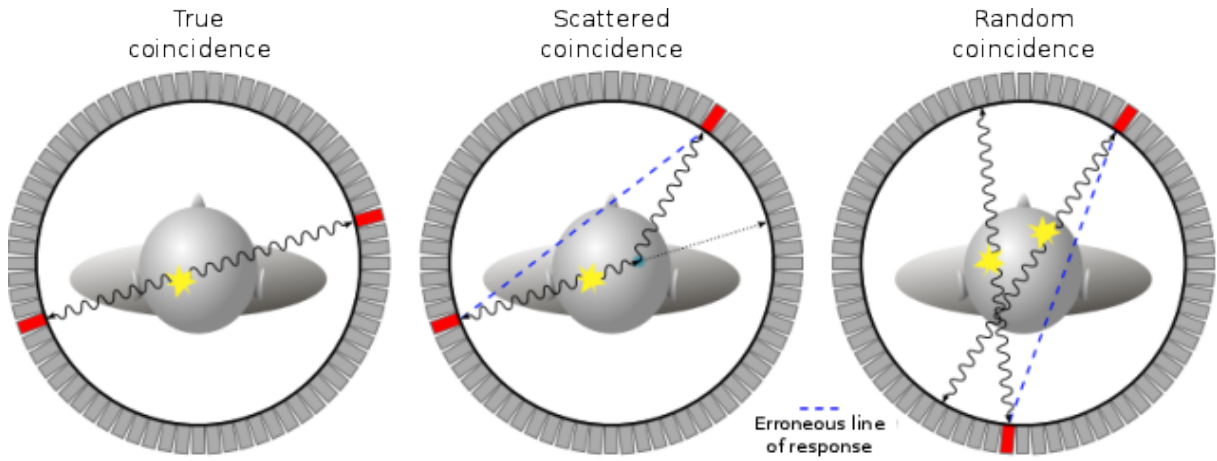 True
coincidence
Scattered
coincidence
Random
coincidence
Erroneous line
of response